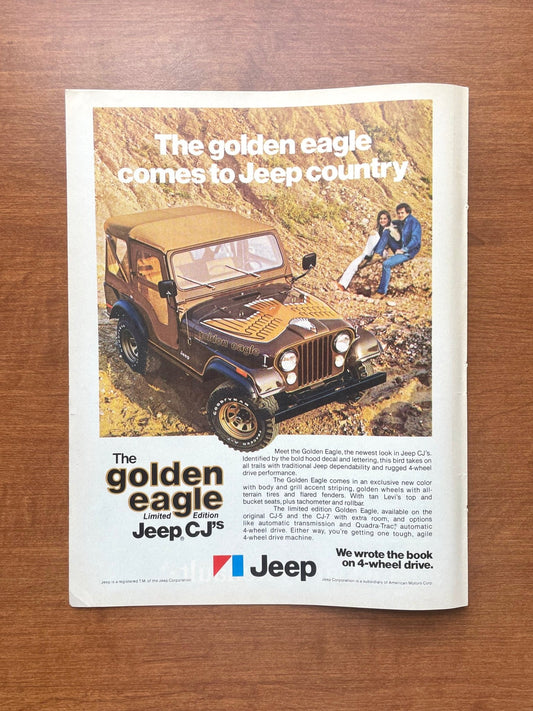 The golden eagle
comes to Jeep country
golden eagle
Jeep
The
golden
eagle
Limited Edition
Jeep® CJ's
Meet the Golden Eagle, the newest look in Jeep CJ's.
Identified by the bold hood decal and lettering, this bird takes on
all trails with traditional Jeep dependability and rugged 4-wheel
drive performance.
The Golden Eagle comes in an exclusive new color
with body and grill accent striping, golden wheels with all-
terrain tires and flared fenders. With tan Levi's top and
bucket seats, plus tachometer and rollbar.
The limited edition Golden Eagle, available on the
original CJ-5 and the CJ-7 with extra room, and options
like automatic transmission and Quadra-Trac® automatic
4-wheel drive. Either way, you're getting one tough, agile
4-wheel drive machine.
We wrote the book
on 4-wheel drive.
Jeep
Jeep is a registered T.M. of the Jeep Corporation
Jeep Corporation is a subsidiary of American Motors Corp.